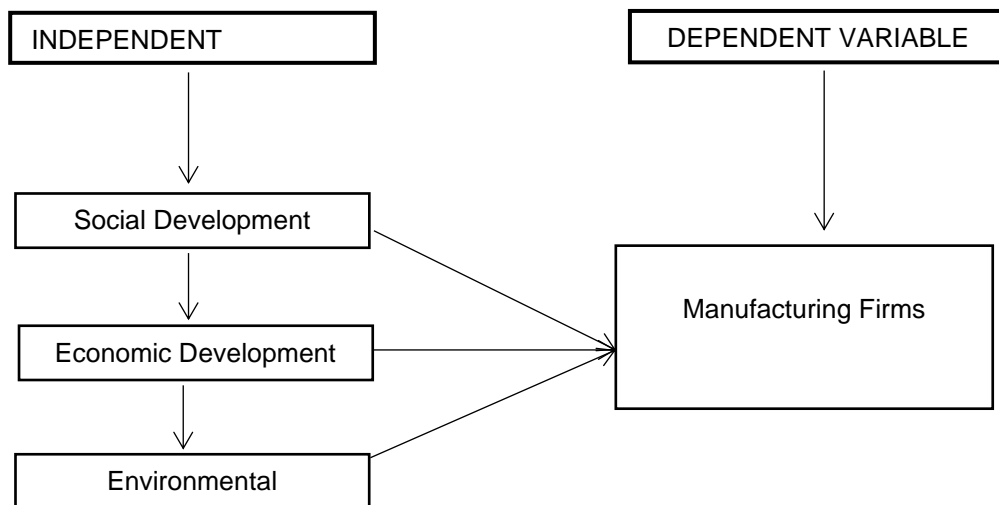 INDEPENDENT
DEPENDENT VARIABLE
Social Development
Economic Development
Manufacturing Firms
Environmental